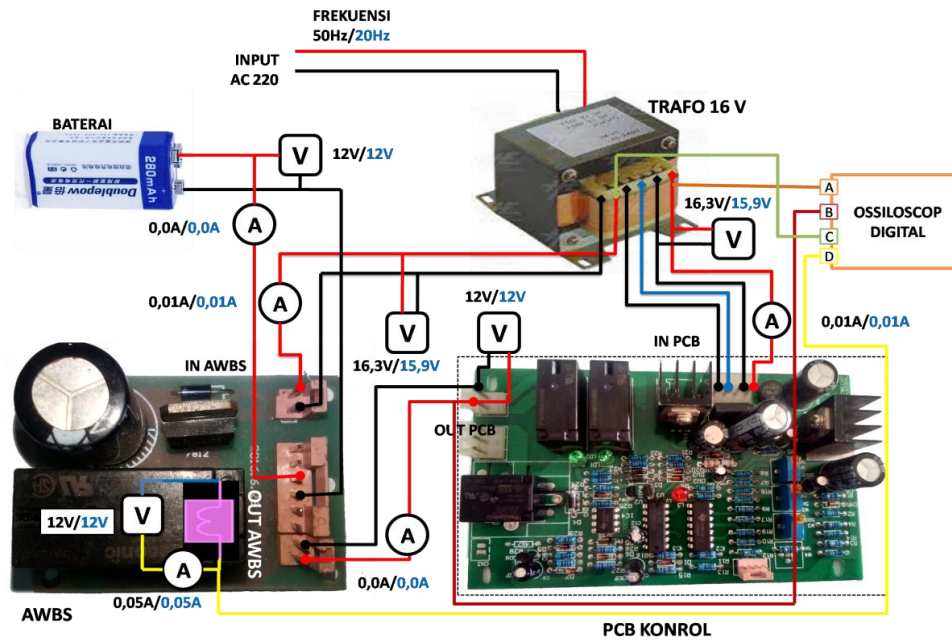 FREKUENSI
50Hz/20Hz
INPUT
AC 220
TRAFO 16 V
BATERAI
280mAh
Doublepow 倍量
V
12V/12V
A
0,0A/0,0A
16,3V/15,9V
V
A
B
C
D
OSSILOSCOP
DIGITAL
A
0,01A/0,01A
12V/12V
V
V
16,3V/15,9V
A
0,01A/0,01A
IN AWBS
IN PCB
OUT PCB
7812
OUT AWBS
12V/12V
V
A
0,05A/0,05A
A
0,0A/0,0A
AWBS
PCB KONROL